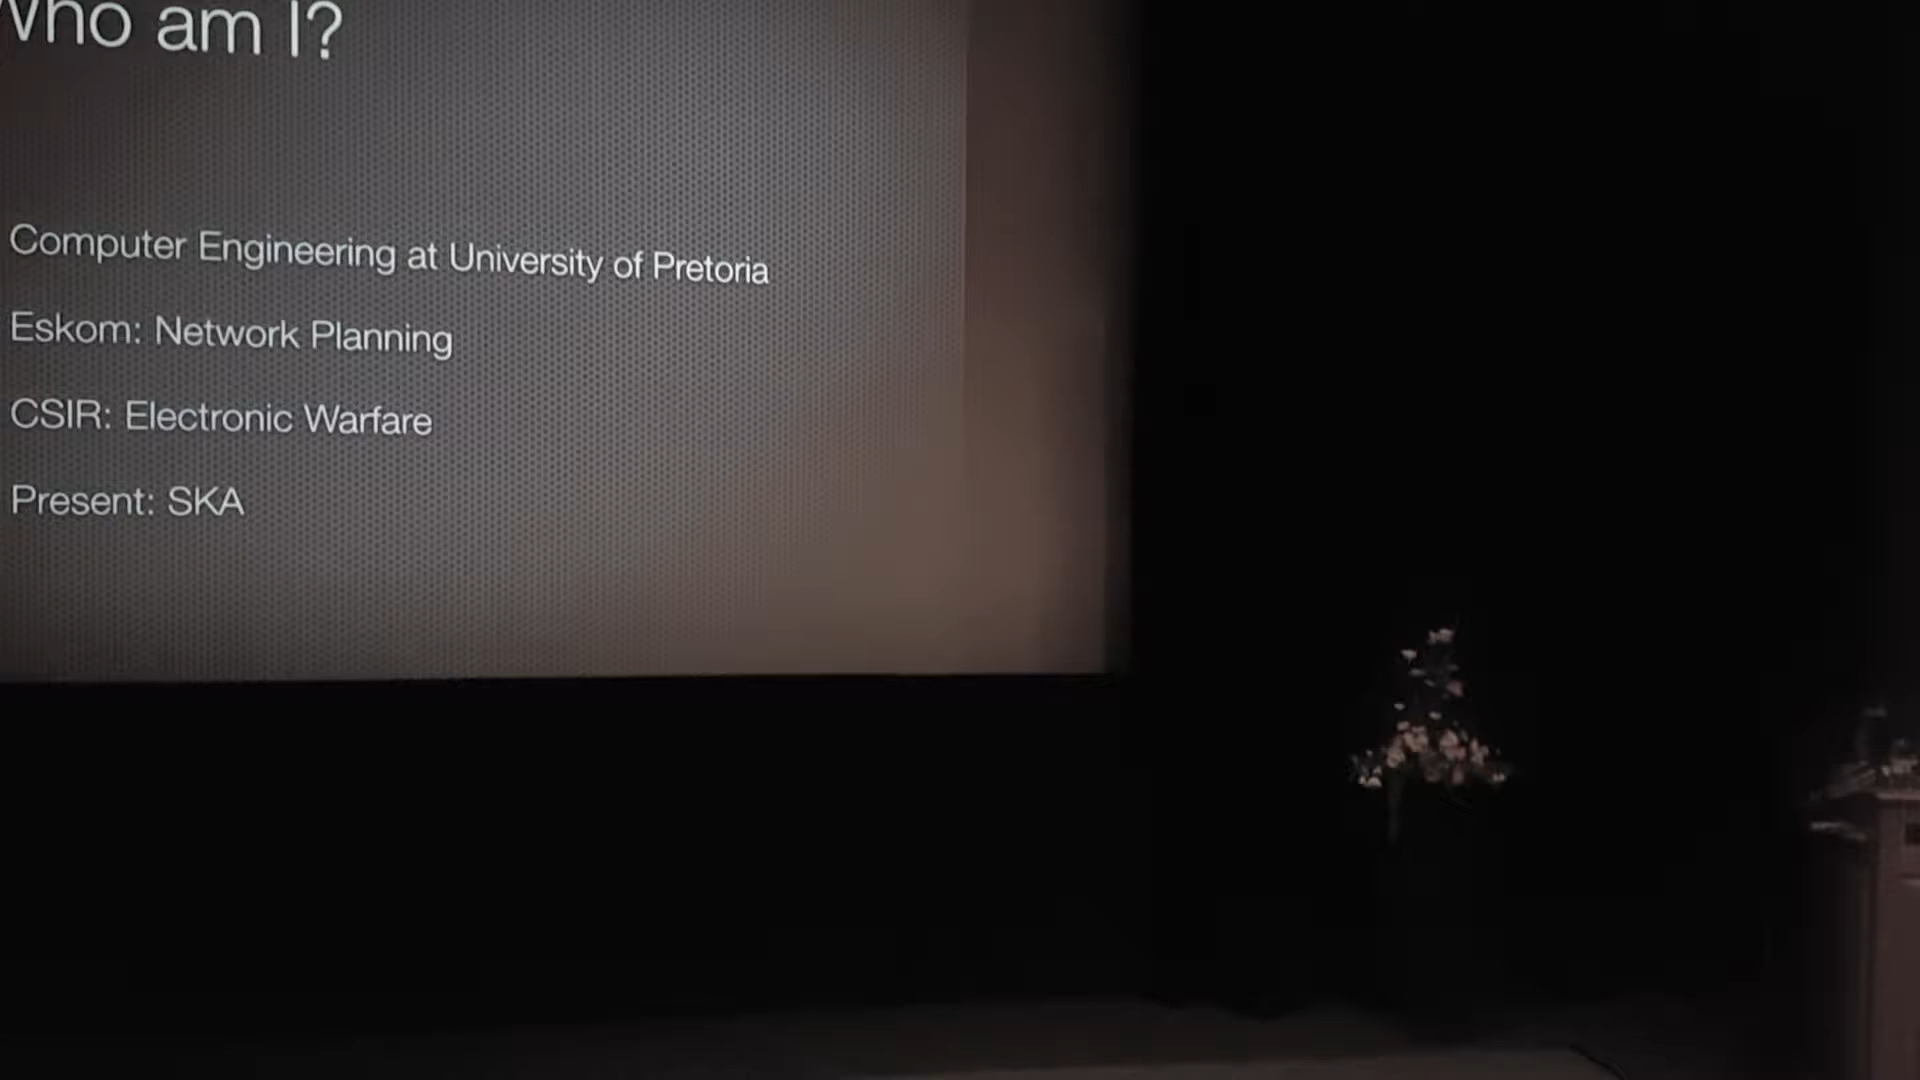 Who am I?
Computer Engineering at University of Pretoria
Eskom: Network Planning
CSIR: Electronic Warfare
Present: SKA